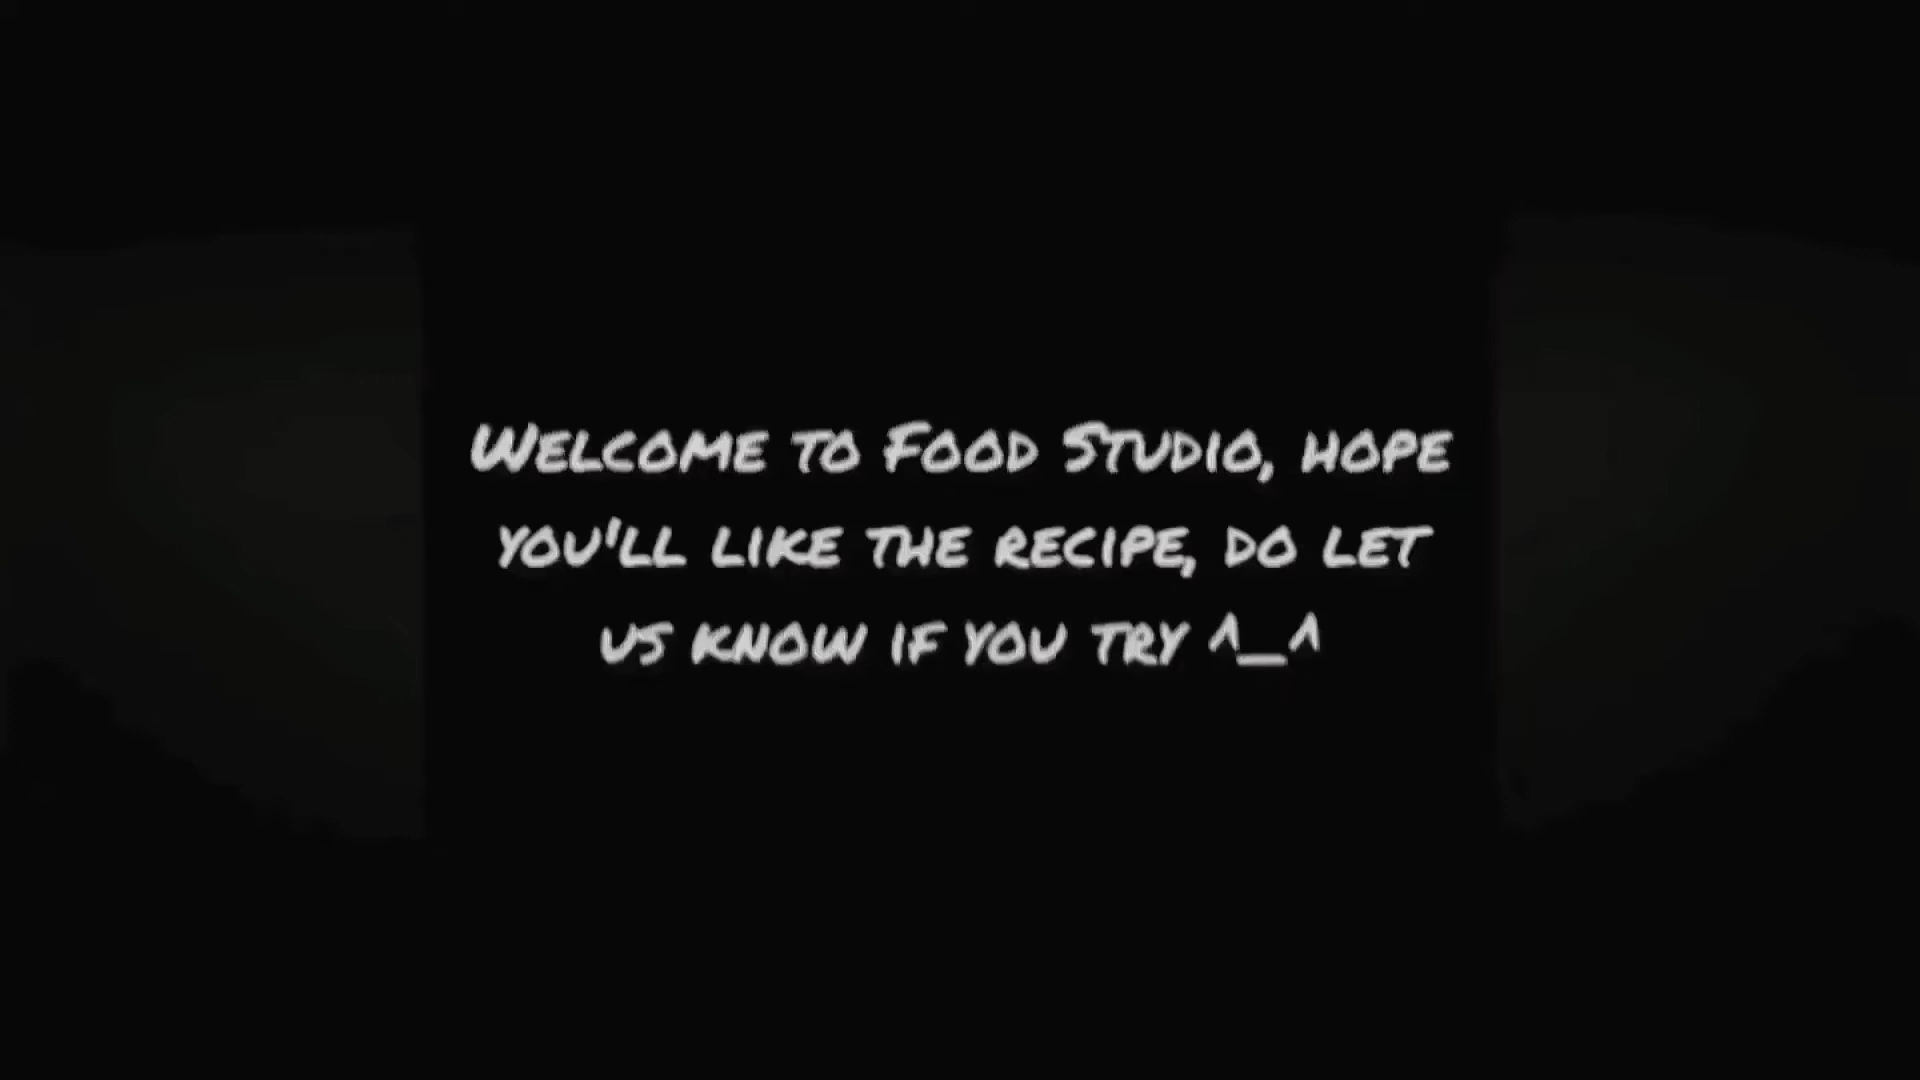 Welcome to Food Studio, hope
you'll like the recipe, do let
us know if you try ^_^